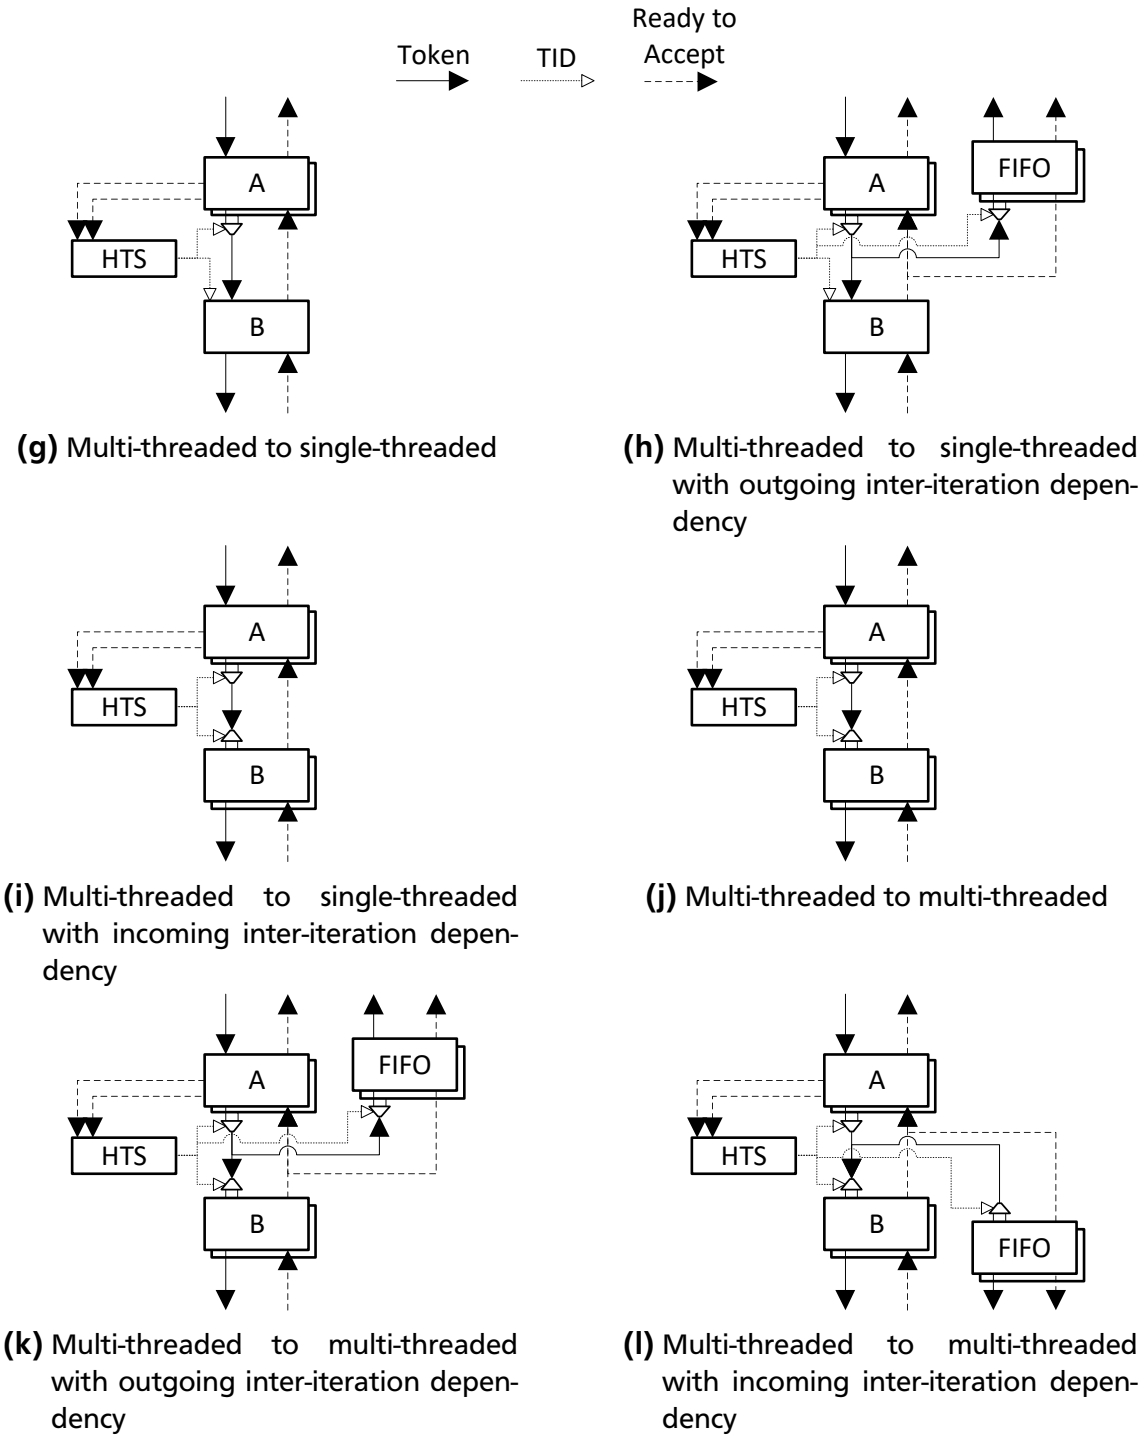 Ready to
Token TID Accept
A
HTS
B
(g) Multi-threaded to single-threaded
A FIFO
HTS
B
(h) Multi-threaded to single-threaded
with outgoing inter-iteration depen-
dency
A
HTS
B
(i) Multi-threaded to single-threaded
with incoming inter-iteration depen-
dency
A
HTS
B
(j) Multi-threaded to multi-threaded
FIFO
A
HTS
B
(k) Multi-threaded to multi-threaded
with outgoing inter-iteration depen-
dency
A
HTS
B
FIFO
(l) Multi-threaded to multi-threaded
with incoming inter-iteration depen-
dency